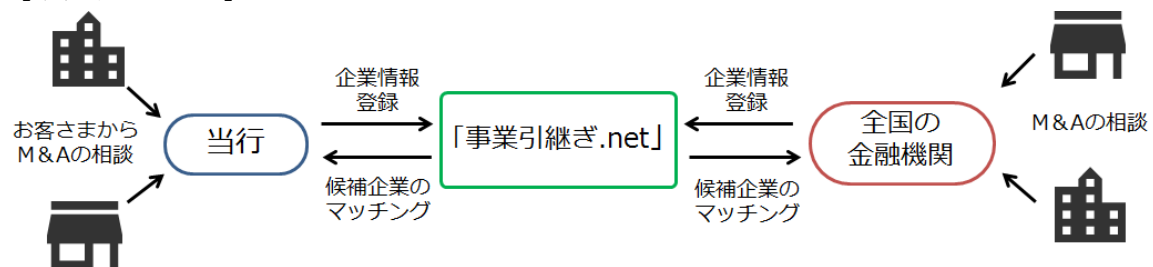 お客さまから
M&Aの相談
当行
企業情報
登録
候補企業の
マッチング
「事業引継ぎ.net」
企業情報
登録
候補企業の
マッチング
全国の
金融機関
M&Aの相談